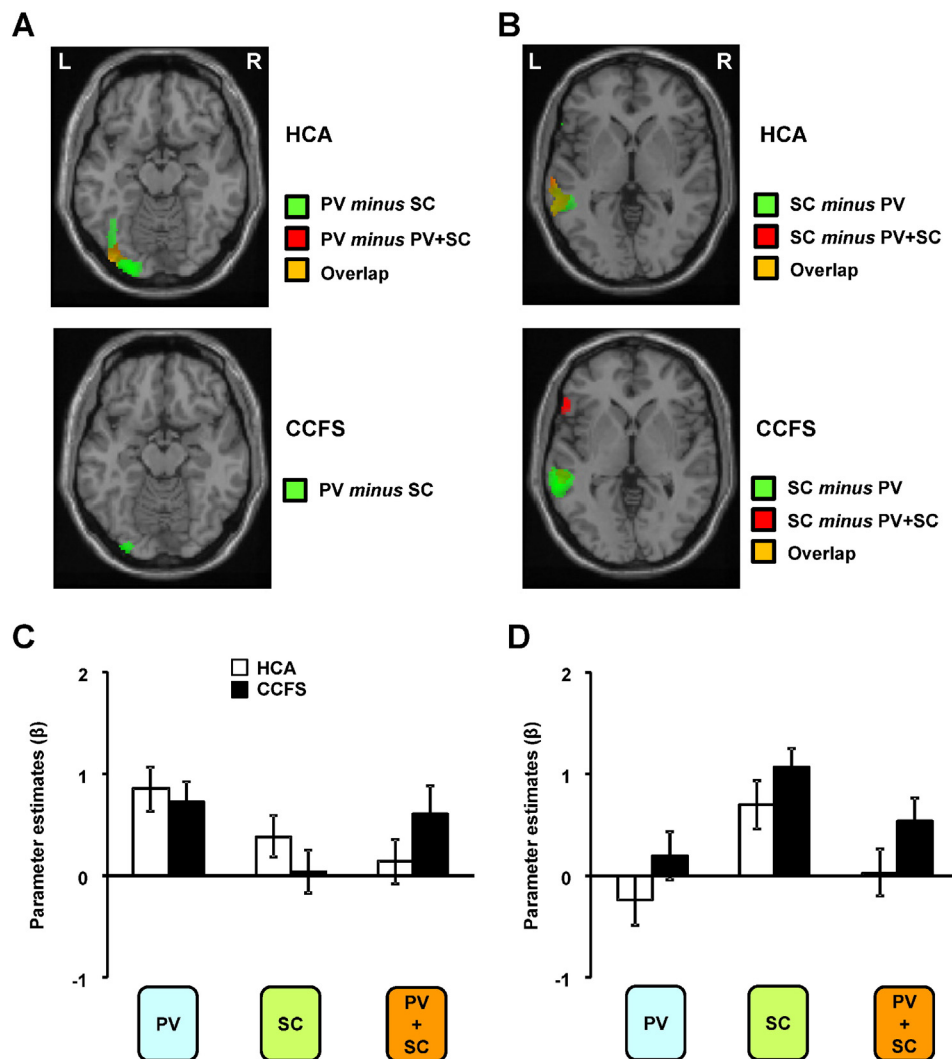 A
B
L
R
HCA
PV minus SC
PV minus PV+SC
Overlap
L
R
HCA
SC minus PV
SC minus PV+SC
Overlap
CCFS
PV minus SC
CCFS
SC minus PV
SC minus PV+SC
Overlap
C
HCA
CCFS
Parameter estimates (β)
2
1
0
-1
PV
SC
PV
+
SC
D
Parameter estimates (β)
2
1
0
-1
PV
SC
PV
+
SC